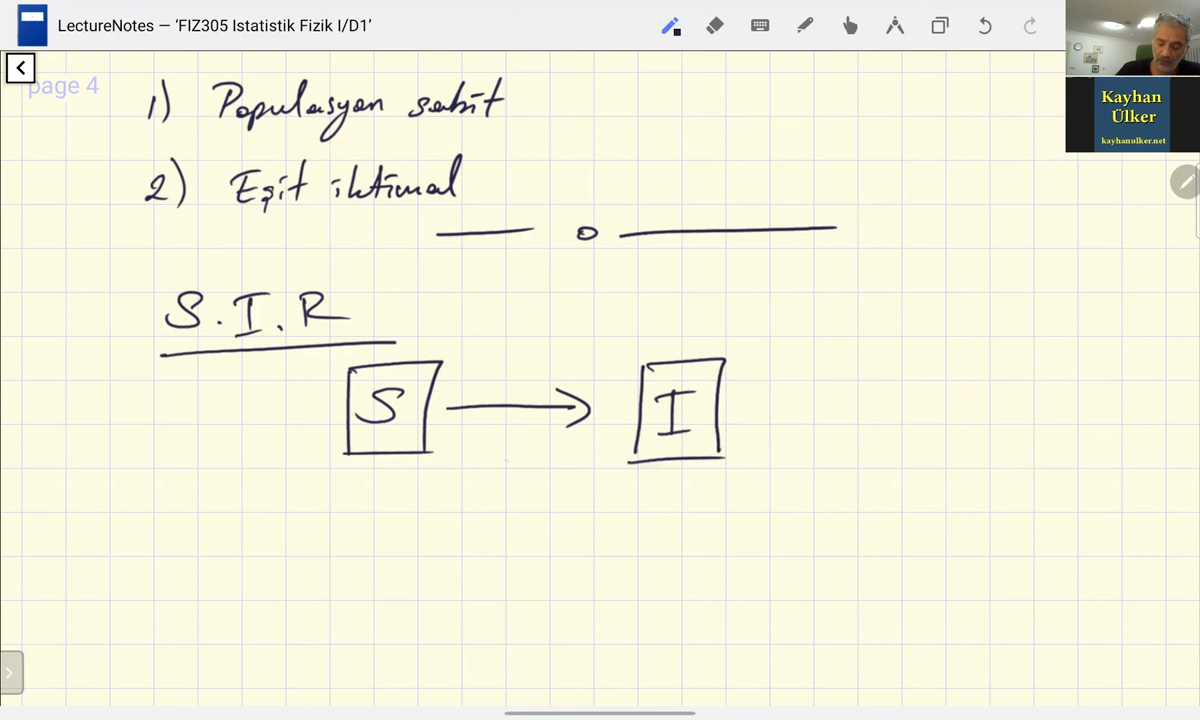 LectureNotes — ‘FIZ305 Istatistik Fizik I/D1’
page 4
1) Populasyon sabit
2) Eşit ihtimal
S.I.R
S → I
Kayhan
Ülker
kayhanulker.net